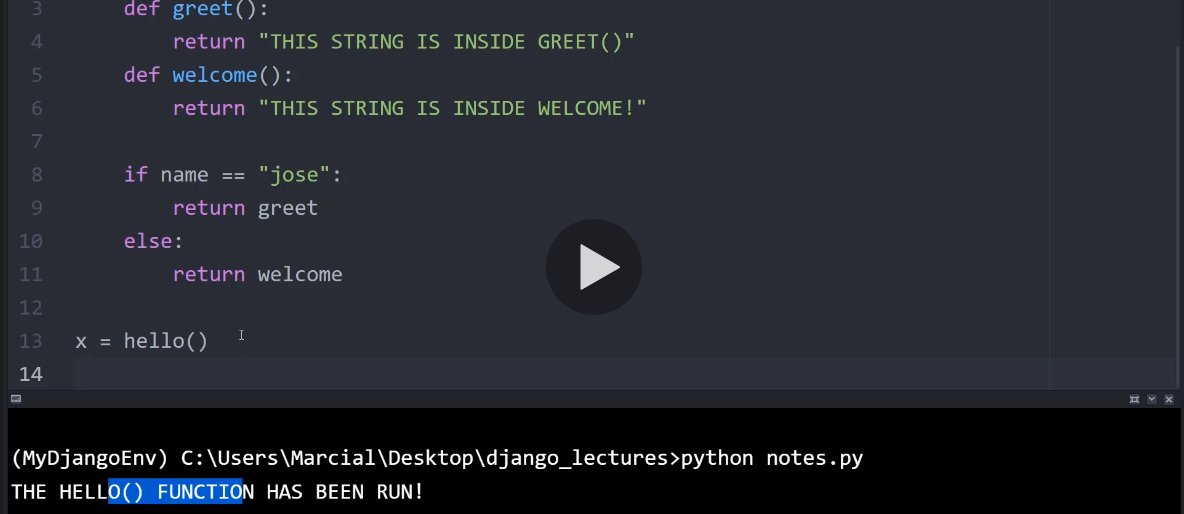 3     def greet():
4         return "THIS STRING IS INSIDE GREET()"
5     def welcome():
6         return "THIS STRING IS INSIDE WELCOME!"
7
8     if name == "jose":
9         return greet
10    else:
11        return welcome
12
13 x = hello()
14
(MyDjangoEnv) C:\Users\Marcial\Desktop\django_lectures>python notes.py
THE HELLO() FUNCTION HAS BEEN RUN!